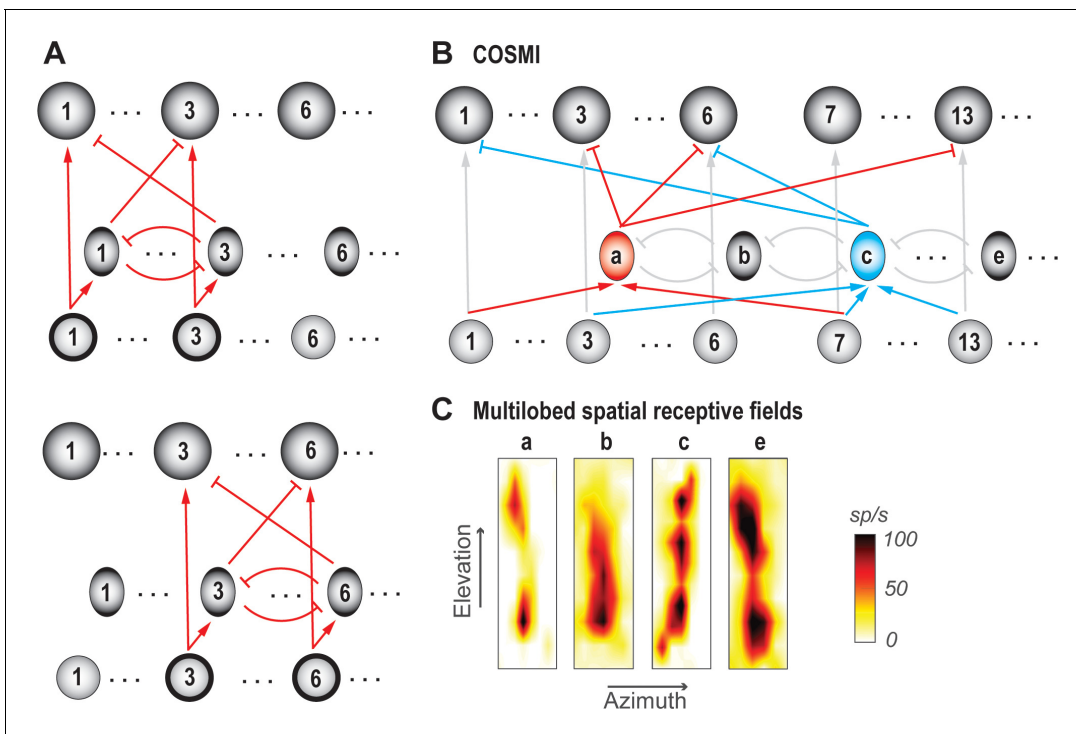 A
1 ... 3 ... 6 ...
1 ... 3 ... 6 ...
1 ... 3 ... 6 ...
1 ... 3 ... 6 ...
1 ... 3 ... 6 ...
1 ... 3 ... 6 ...
B COSMI
1 ... 3 ... 6 7 ... 13 ...
a b c ... e ...
1 ... 3 ... 6 7 ... 13 ...
C Multilobed spatial receptive fields
a b c e
Elevation
Azimuth
sp/s
100
50
0